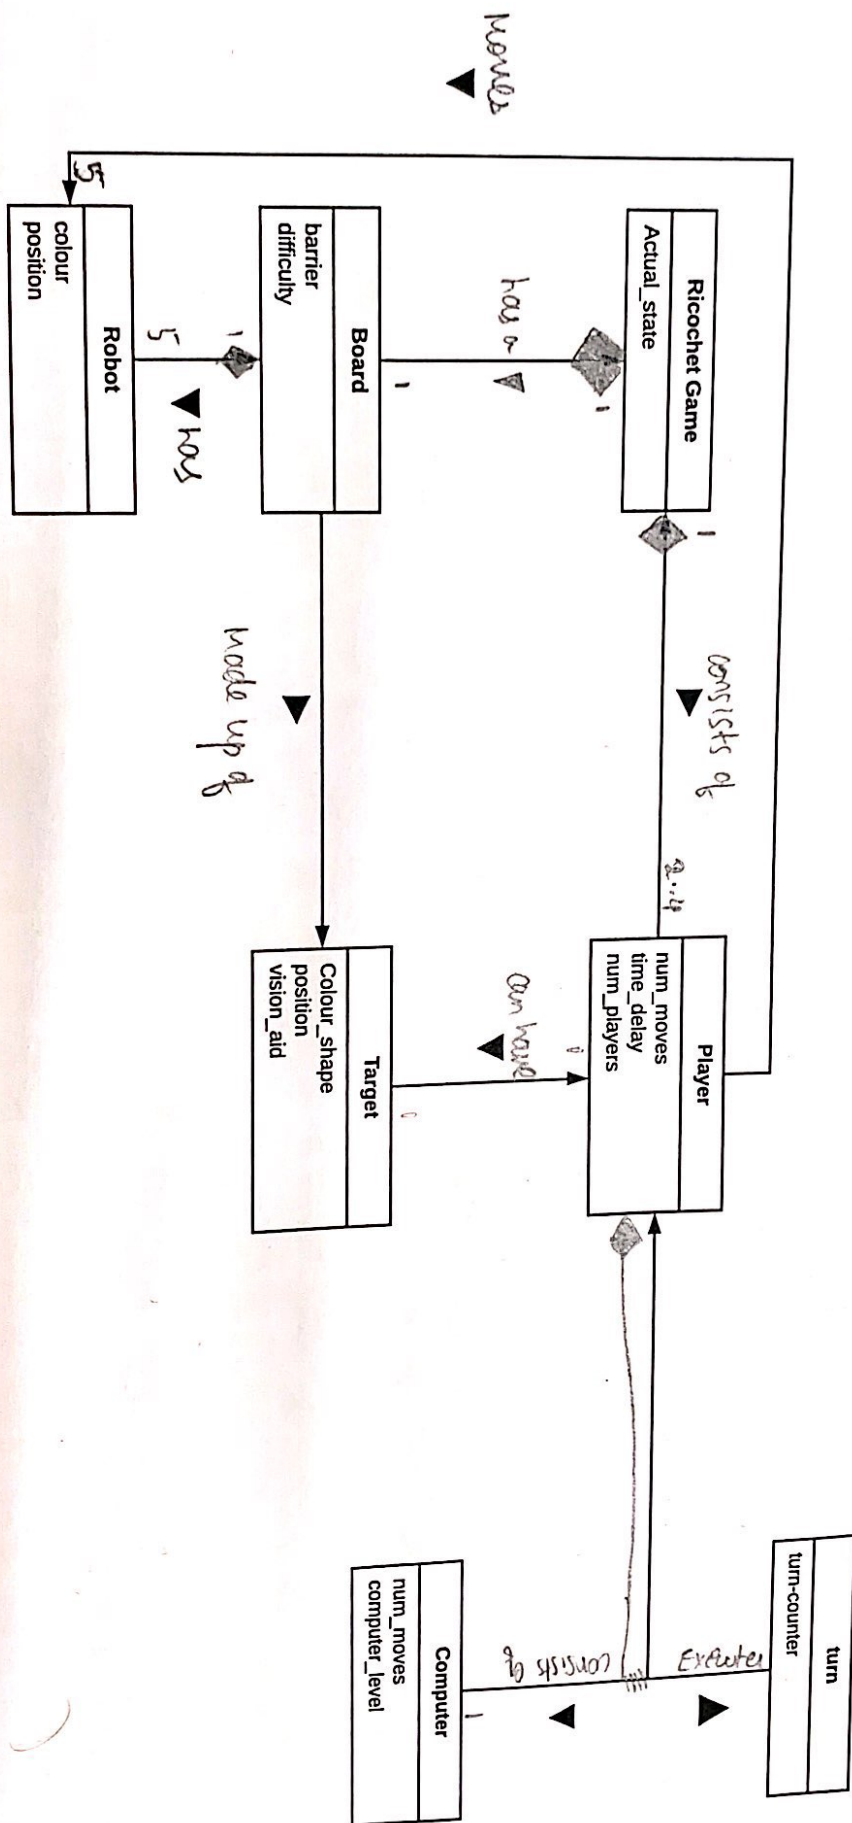 Moves
5
Ricochet Game
Actual_state
1
1
consists of
2..4
Player
num_moves
time_delay
num_players
has a
1
Board
barrier
difficulty
1
has
5
Robot
colour
position
Made up of
can have
Target
Colour_shape
position
vision_aid
turn
turn-counter
consists of
1
Computer
num_moves
computer_level